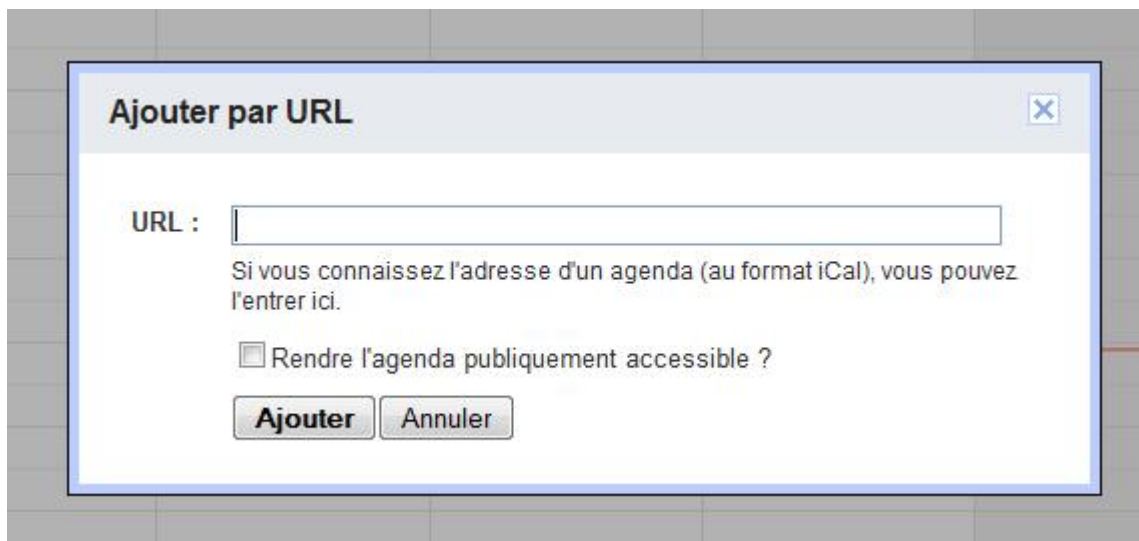 Ajouter par URL
URL :
Si vous connaissez l'adresse d'un agenda (au format iCal), vous pouvez
l'entrer ici.
Rendre l'agenda publiquement accessible ?
Ajouter Annuler